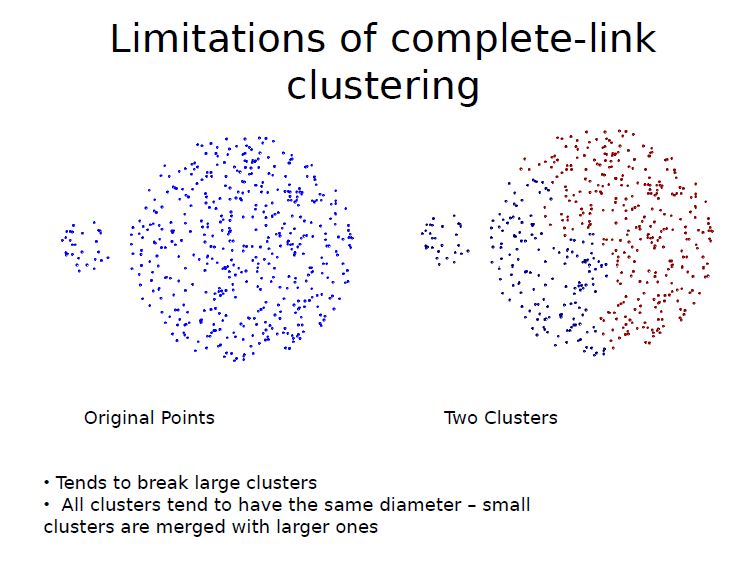 Limitations of complete-link
clustering
Original Points
Two Clusters
• Tends to break large clusters
• All clusters tend to have the same diameter – small
clusters are merged with larger ones